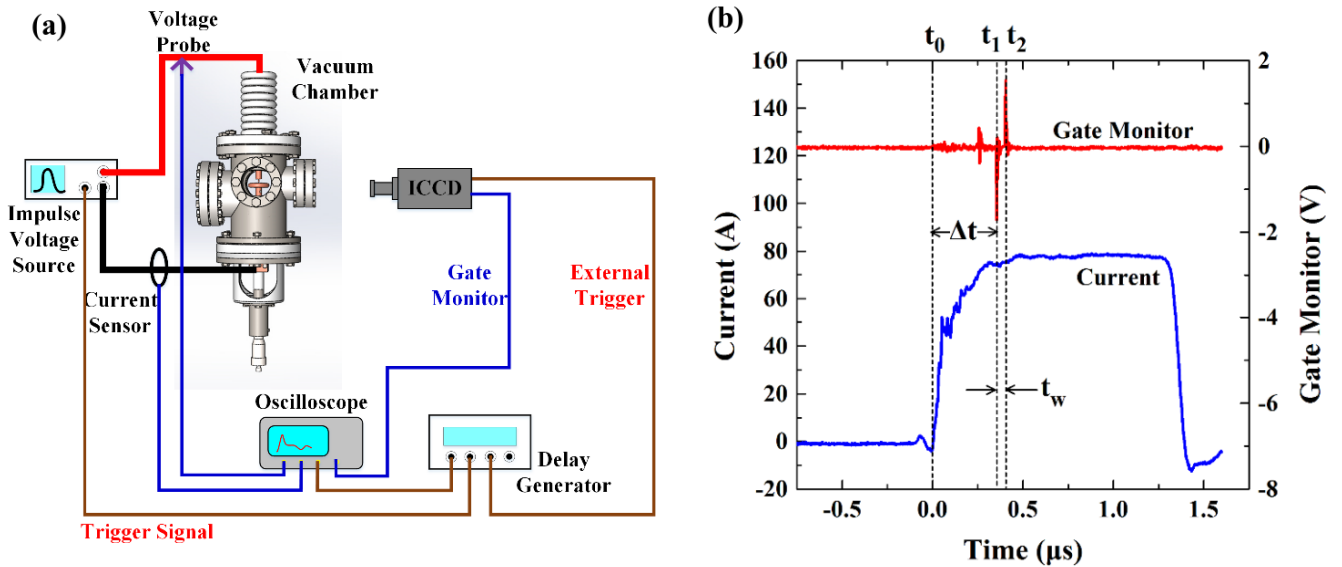 (a)
Voltage
Probe
Vacuum
Chamber
Impulse
Voltage
Source
Current
Sensor
ICCD
Gate
Monitor
External
Trigger
Oscilloscope
Delay
Generator
Trigger Signal
(b)
t0 t1 t2
160
140
120
100
80
60
40
20
0
-20
Current (A)
2
0
-2
-4
-6
-8
Gate Monitor (V)
Gate Monitor
Δt
Current
tw
-0.5 0.0 0.5 1.0 1.5
Time (μs)